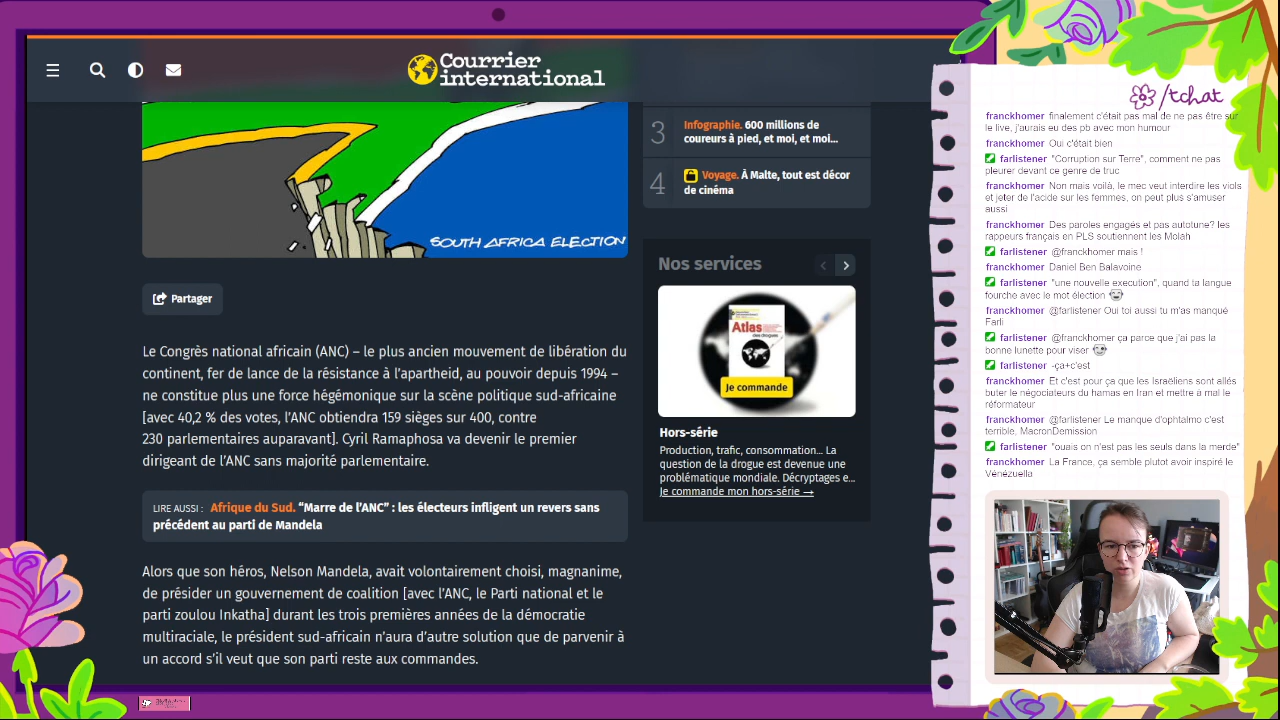 Courrier
international
SOUTH AFRICA ELECTION
Partager
Le Congrès national africain (ANC) – le plus ancien mouvement de libération du
continent, fer de lance de la résistance à l’apartheid, au pouvoir depuis 1994 –
ne constitue plus une force hégémonique sur la scène politique sud-africaine
[avec 40,2 % des votes, l’ANC obtiendra 159 sièges sur 400, contre
230 parlementaires auparavant]. Cyril Ramaphosa va devenir le premier
dirigeant de l’ANC sans majorité parlementaire.
LIRE AUSSI : Afrique du Sud. “Marre de l’ANC” : les électeurs infligent un revers sans
précédent au parti de Mandela
Alors que son héros, Nelson Mandela, avait volontairement choisi, magnanime,
de présider un gouvernement de coalition [avec l’ANC, le Parti national et le
parti zoulou Inkatha] durant les trois premières années de la démocratie
multiraciale, le président sud-africain n’aura d’autre solution que de parvenir à
un accord s’il veut que son parti reste aux commandes.
3 Infographie. 600 millions de
coureurs à pied, et moi, et moi...
4 Voyage. À Malte, tout est décor
de cinéma
Nos services
Atlas
des drogues
Je commande
Hors-série
Production, trafic, consommation... La
question de la drogue est devenue une
problématique mondiale. Décryptages e...
Je commande mon hors-série →
/tchat
franckhomer finalement c'était pas mal de ne pas être sur
le live, j'aurais eu des pb avec mon humour
franckhomer Oui c'était bien
farlistener "Corruption sur Terre", comment ne pas
pleurer devant ce genre de truc
franckhomer Non mais voilà, le mec veut interdire les viols
et jeter de l'acide sur les femmes, on peut plus s'amuser
aussi
franckhomer Des paroles engagés et pas autotune? les
rappeurs français en PLS soutiennent les Molah
farlistener @franckhomer mais !
franckhomer Daniel Ben Balavoine
farlistener "une nouvelle execution", quand ta langue
fourche avec le mot élection
franckhomer @farlistener Oui toi aussi tu m'as manqué
Farli
farlistener @franckhomer ça parce que j'ai pas la
bonne lunette pour viser
farlistener -ça+c'est
franckhomer Et c'est pour ça que les Israëliens sont allés
buter le négociateurs du hamas en Iran et mettre à mal le
réformateur
franckhomer @farlistener Le manque d'ophtalmo c'est
terrible, MacronDemission
farlistener "ouais on n'est pas les seuls dans la merde"
franckhomer La France, ça semble plutot avoir inspiré le
Vénézuella